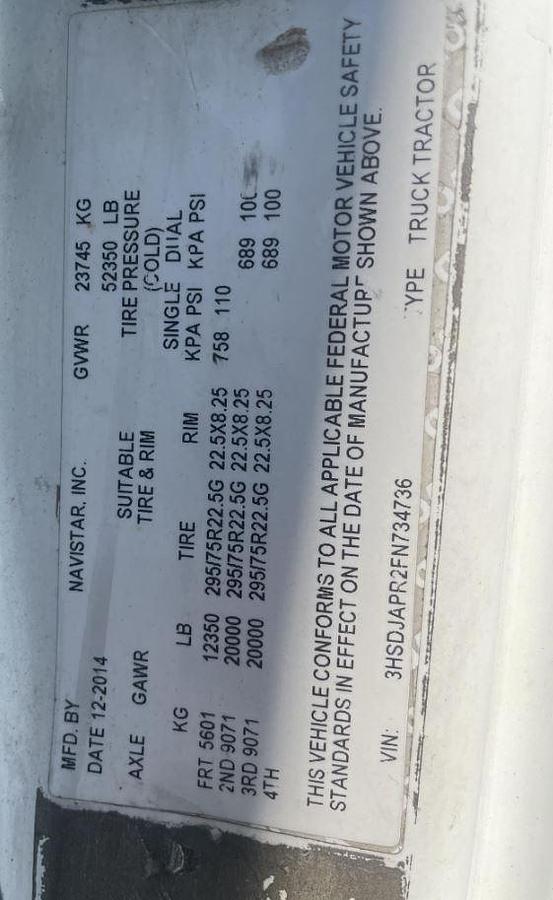 MFD. BY NAVISTAR, INC. GVWR 23745 KG
DATE 12-2014 52350 LB
AXLE GAWR SUITABLE TIRE PRESSURE
TIRE & RIM (COLD)
SINGLE DUAL
KG LB TIRE RIM KPA PSI KPA PSI
FRT 5601 12350 295/75R22.5G 22.5X8.25 758 110
2ND 9071 20000 295/75R22.5G 22.5X8.25 689 100
3RD 9071 20000 295/75R22.5G 22.5X8.25 689 100
4TH
THIS VEHICLE CONFORMS TO ALL APPLICABLE FEDERAL MOTOR VEHICLE SAFETY
STANDARDS IN EFFECT ON THE DATE OF MANUFACTURE SHOWN ABOVE.
VIN: 3HSDJAPR2FN734736 TYPE TRUCK TRACTOR